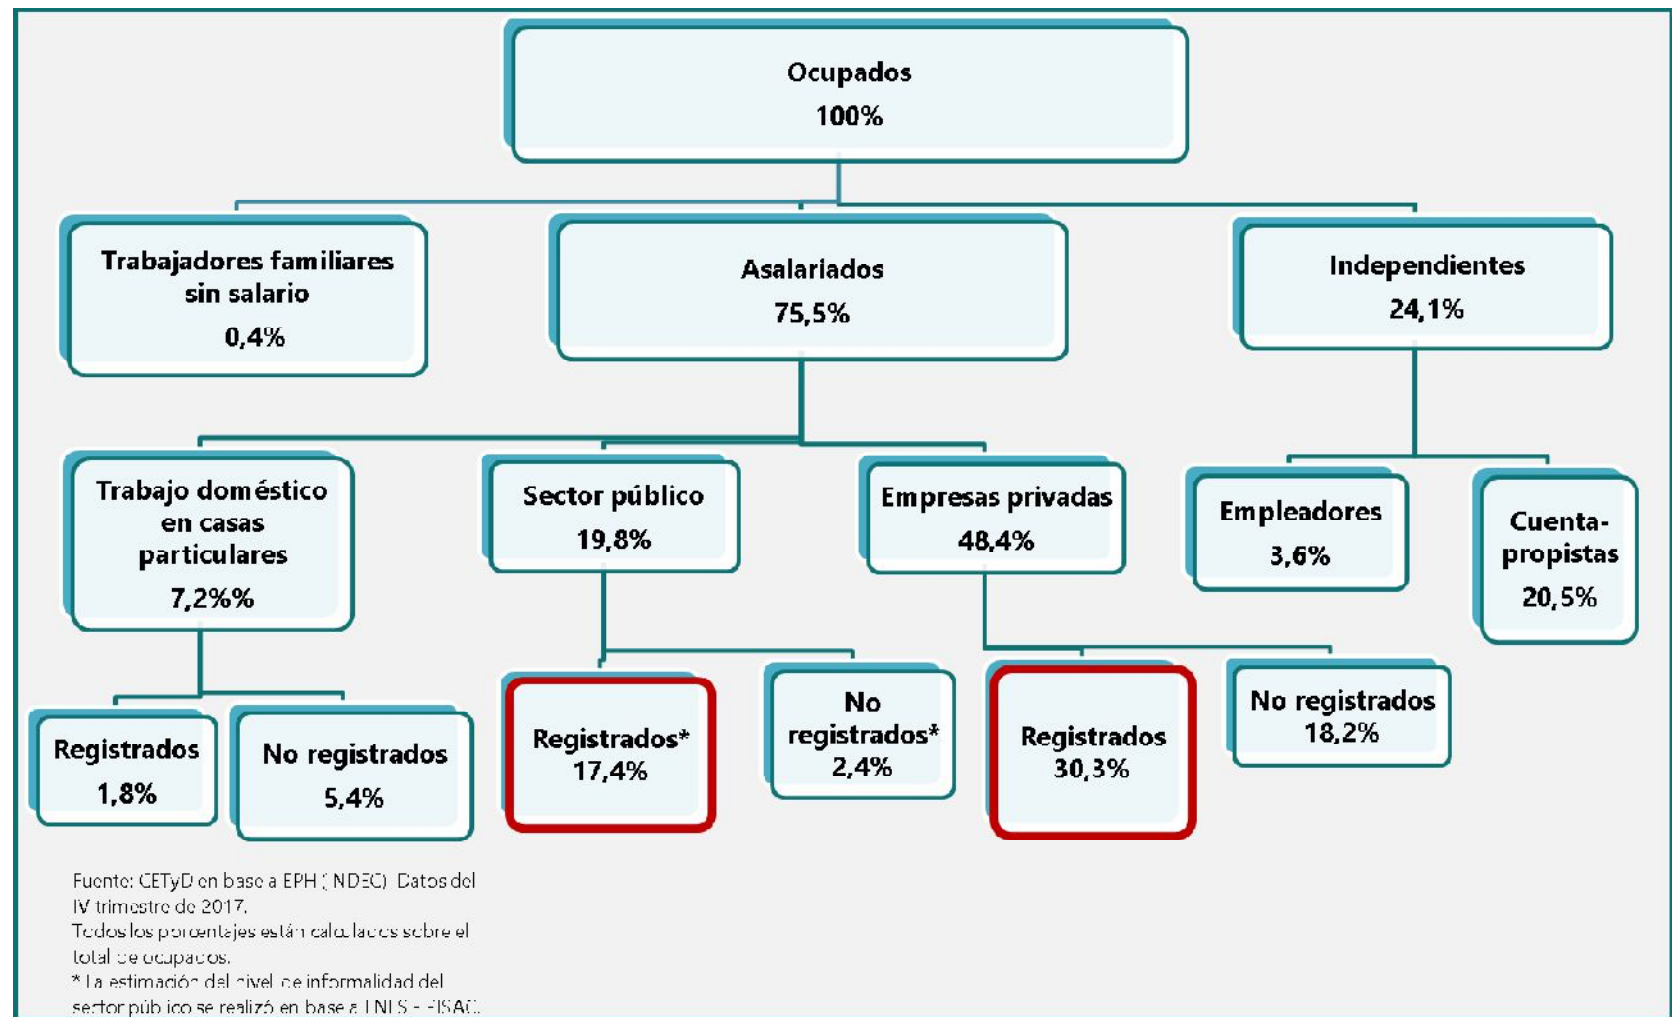 Ocupados
100%
Trabajadores familiares
sin salario
0,4%
Asalariados
75,5%
Independientes
24,1%
Trabajo doméstico
en casas
particulares
7,2%%
Sector público
19,8%
Empresas privadas
48,4%
Empleadores
3,6%
Cuenta-
propistas
20,5%
Registrados
1,8%
No registrados
5,4%
Registrados*
17,4%
No
registrados*
2,4%
Registrados
30,3%
No registrados
18,2%
Fuente: CETyD en base a EPH (INDEC). Datos del
IV trimestre de 2017.
Todos los porcentajes están calculados sobre el
total de ocupados.
* La estimación del nivel de informalidad del
sector público se realizó en base a